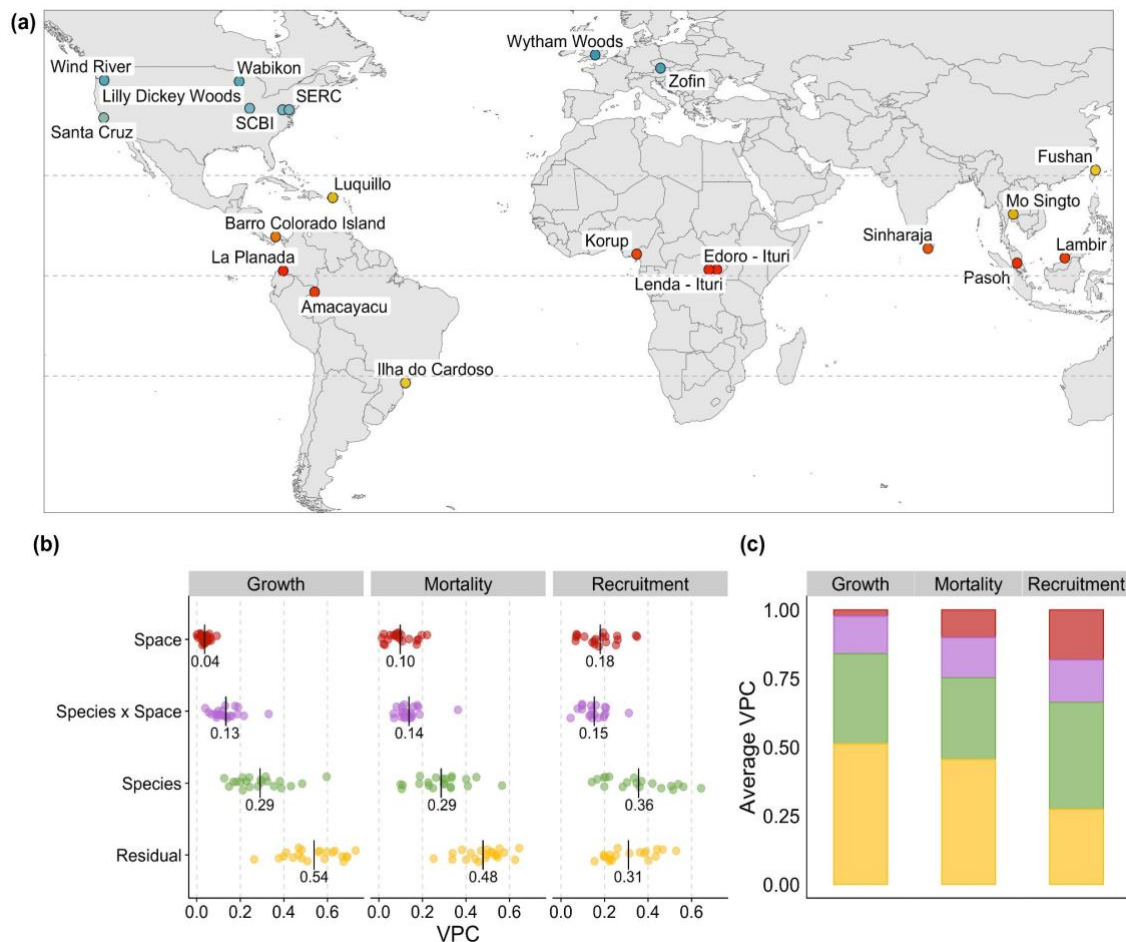 (a)
Wytham Woods
Wind River
Wabikon
Zofin
Lilly Dickey Woods
SERC
SCBI
Santa Cruz
Fushan
Luquillo
Mo Singto
Barro Colorado Island
Korup
Sinharaja
Lambir
La Planada
Edoro - Ituri
Lenda - Ituri
Pasoh
Amacayacu
Ilha do Cardoso
(b)
Growth
Mortality
Recruitment
Space
0.04
0.10
0.18
Species x Space
0.13
0.14
0.15
Species
0.29
0.29
0.36
Residual
0.54
0.48
0.31
0.0 0.2 0.4 0.6
0.0 0.2 0.4 0.6
0.0 0.2 0.4 0.6
VPC
(c)
Growth
Mortality
Recruitment
Average VPC
1.00
0.75
0.50
0.25
0.00